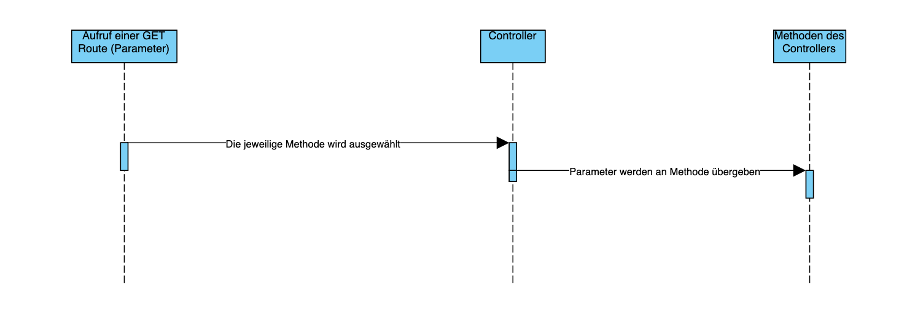 Aufruf einer GET
Route (Parameter)
Controller
Methoden des
Controllers
Die jeweilige Methode wird ausgewählt
Parameter werden an Methode übergeben